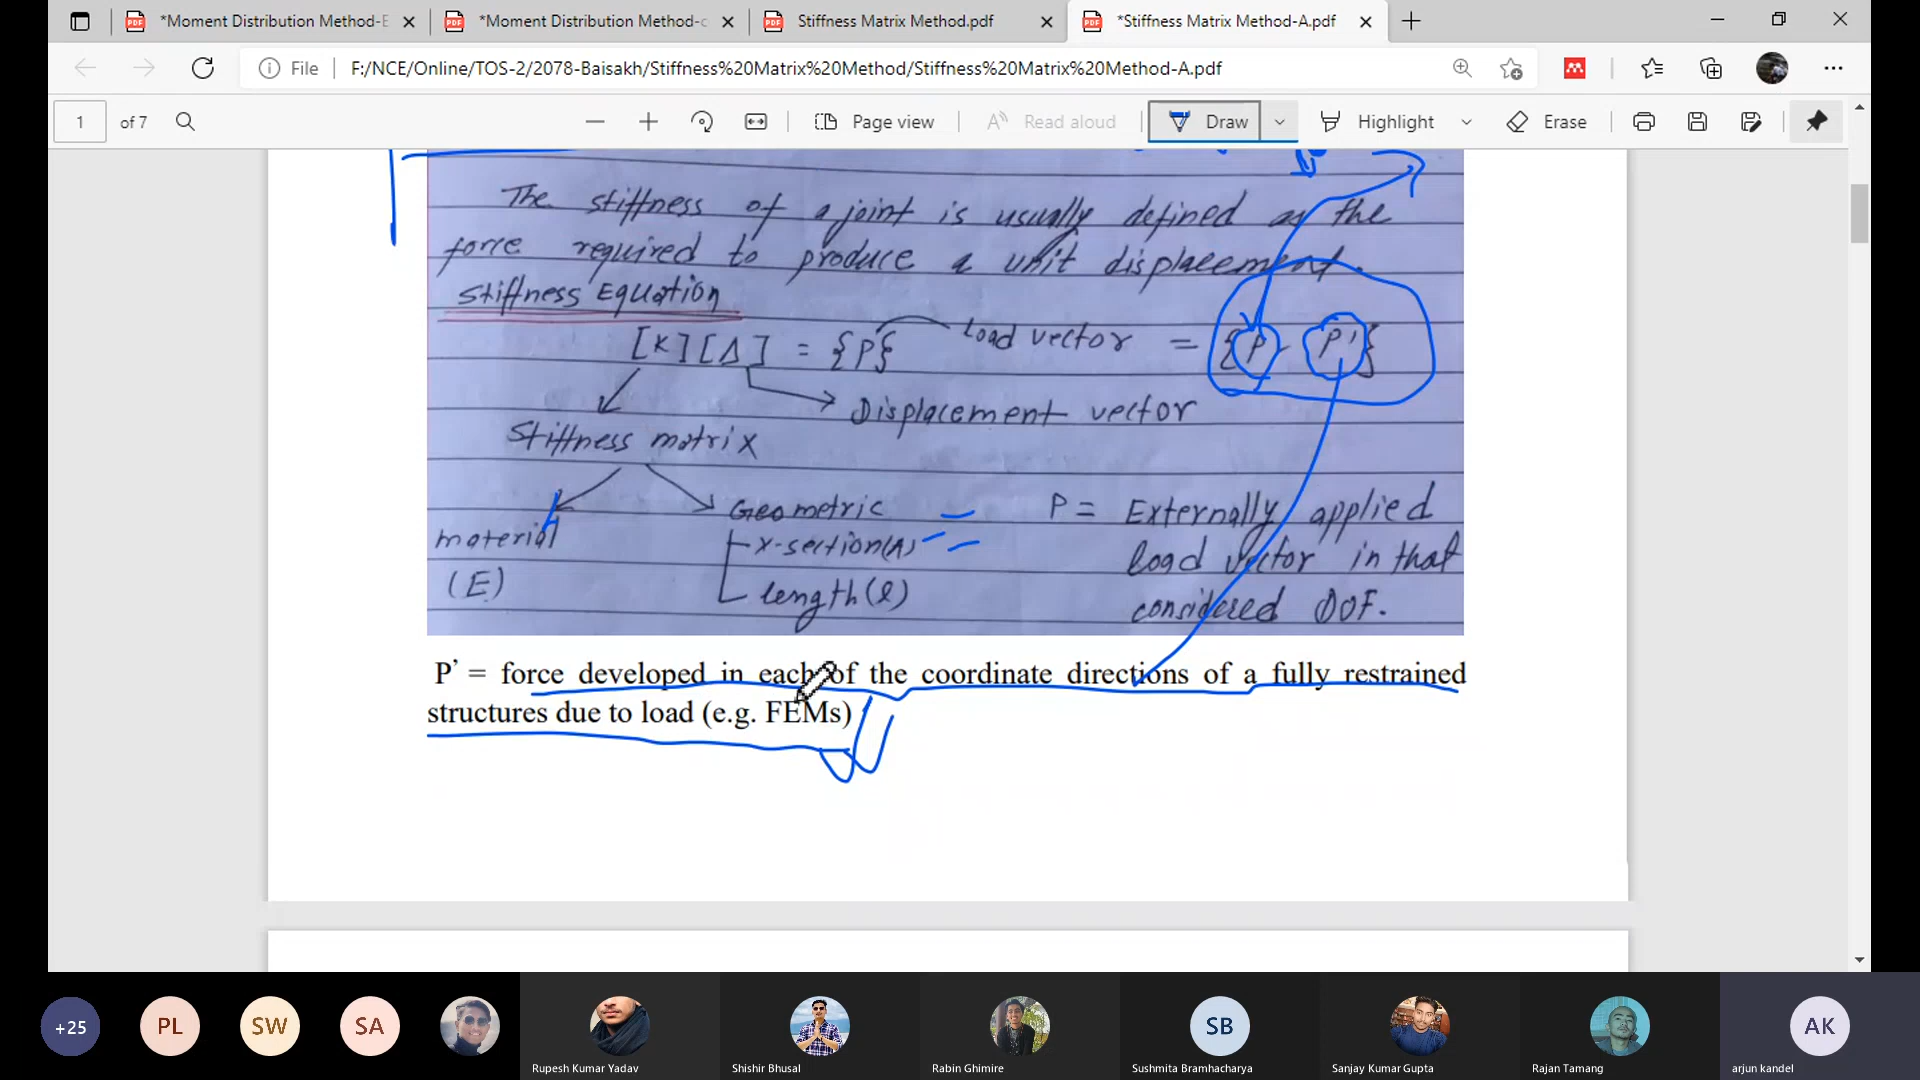 *Moment Distribution Method-E
*Moment Distribution Method-c
Stiffness Matrix Method.pdf
*Stiffness Matrix Method-A.pdf
File
F:/NCE/Online/TOS-2/2078-Baisakh/Stiffness%20Matrix%20Method/Stiffness%20Matrix%20Method-A.pdf
1 of 7
Page view
Read aloud
Draw
Highlight
Erase
The stiffness of a joint is usually defined as the
force required to produce a unit displacement.
Stiffness Equation
[K][Δ] = {P} Load vector = {P - P'}
Displacement vector
Stiffness matrix
Geometric P = Externally applied
material x-section(A) load vector in that
(E) length(l) considered DOF.
P' = force developed in each of the coordinate directions of a fully restrained
structures due to load (e.g. FEMs)
+25
PL
SW
SA
SB
AK
Rupesh Kumar Yadav
Shishir Bhusal
Rabin Ghimire
Sushmita Bramhacharya
Sanjay Kumar Gupta
Rajan Tamang
arjun kandel